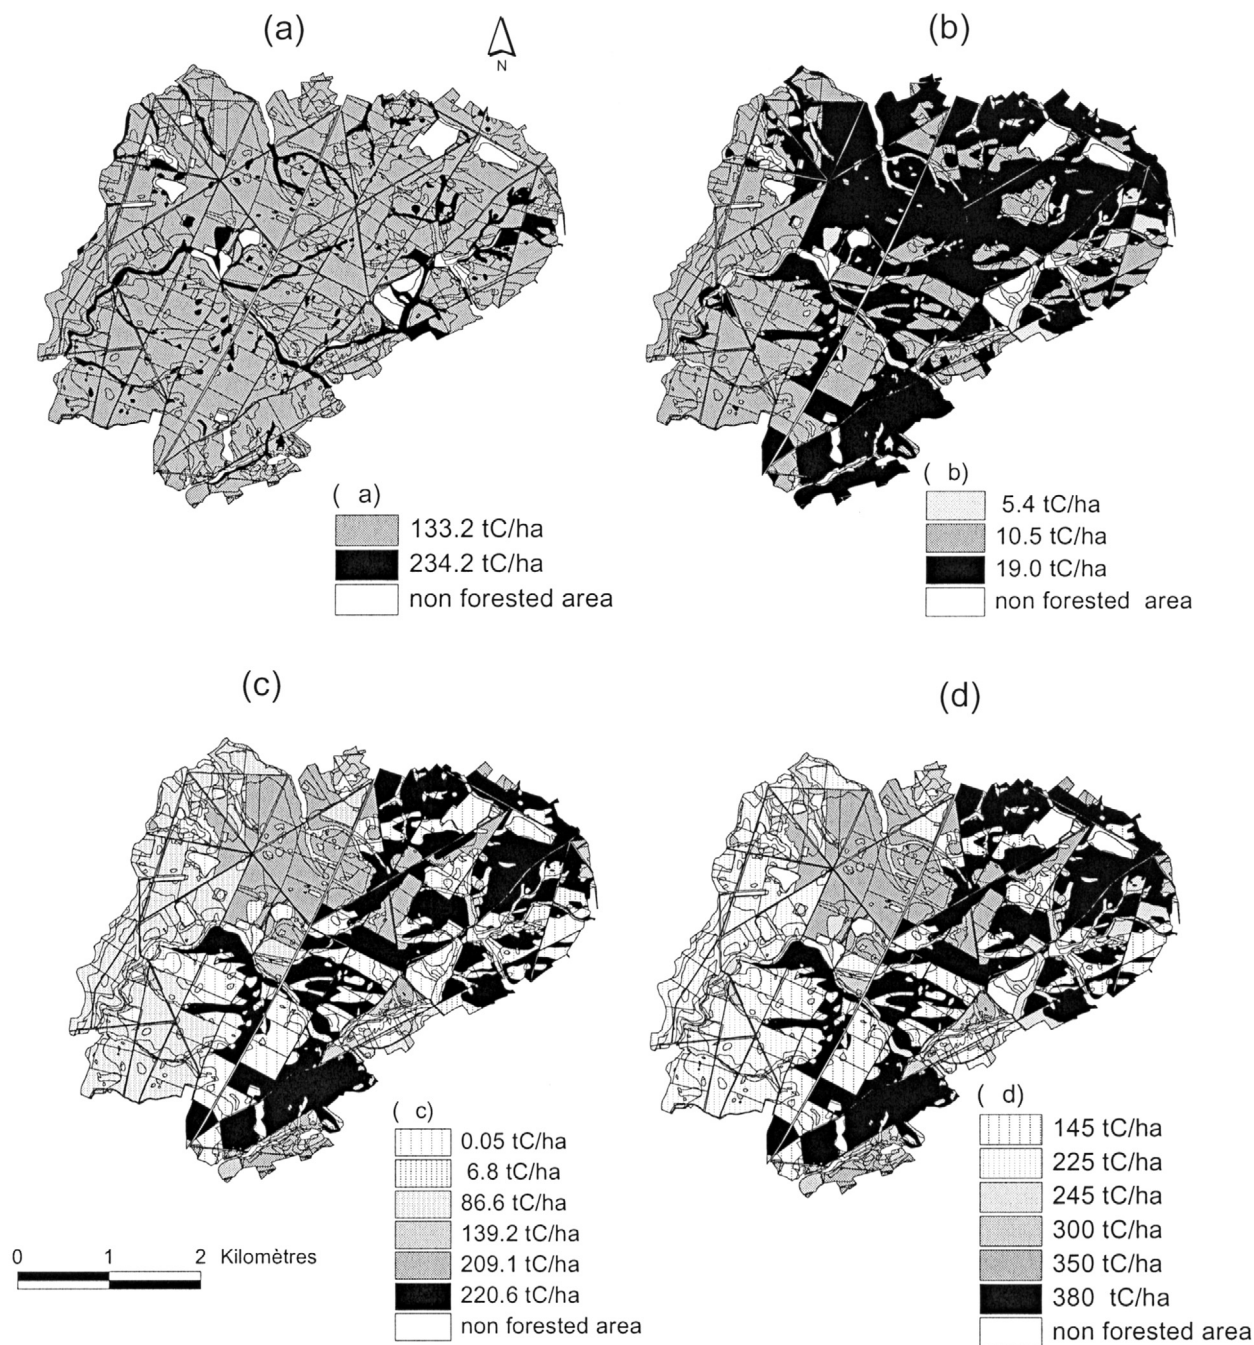 (a)
N
(b)
( a)
133.2 tC/ha
234.2 tC/ha
non forested area
( b)
5.4 tC/ha
10.5 tC/ha
19.0 tC/ha
non forested area
(c)
(d)
( c)
0.05 tC/ha
6.8 tC/ha
86.6 tC/ha
139.2 tC/ha
209.1 tC/ha
220.6 tC/ha
non forested area
0 1 2 Kilomètres
( d)
145 tC/ha
225 tC/ha
245 tC/ha
300 tC/ha
350 tC/ha
380 tC/ha
non forested area